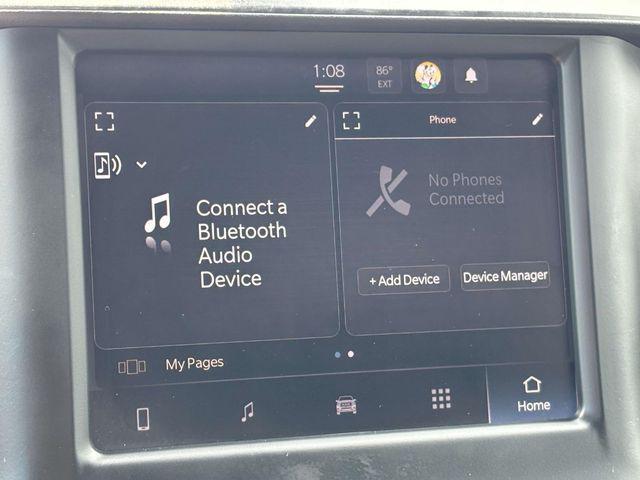 1:08
86°
EXT
Phone
Connect a
Bluetooth
Audio
Device
No Phones
Connected
+ Add Device
Device Manager
My Pages
Home